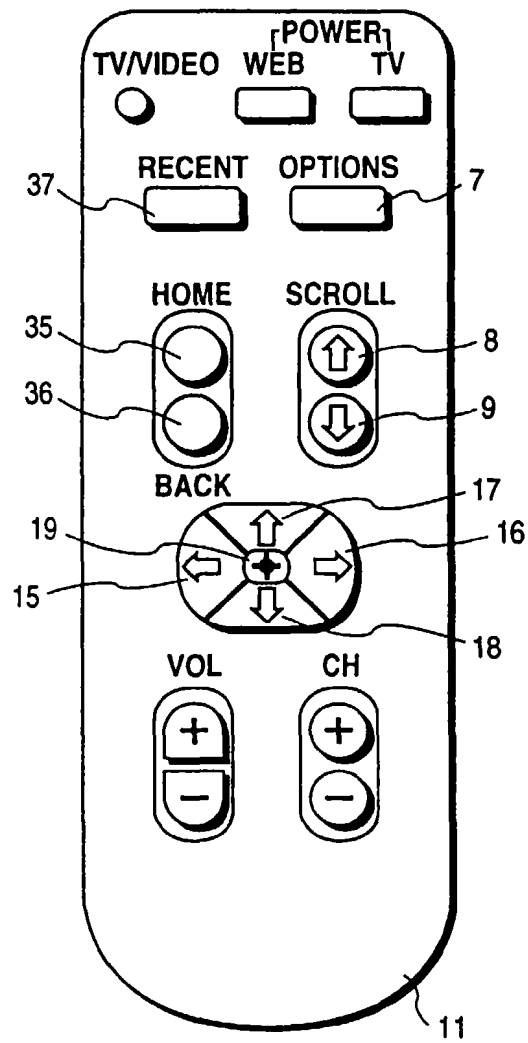 POWER
TV/VIDEO WEB TV
RECENT OPTIONS
37 7
HOME SCROLL
35 8
36 9
BACK
17
19 16
15
18
VOL CH
+ +
− −
11